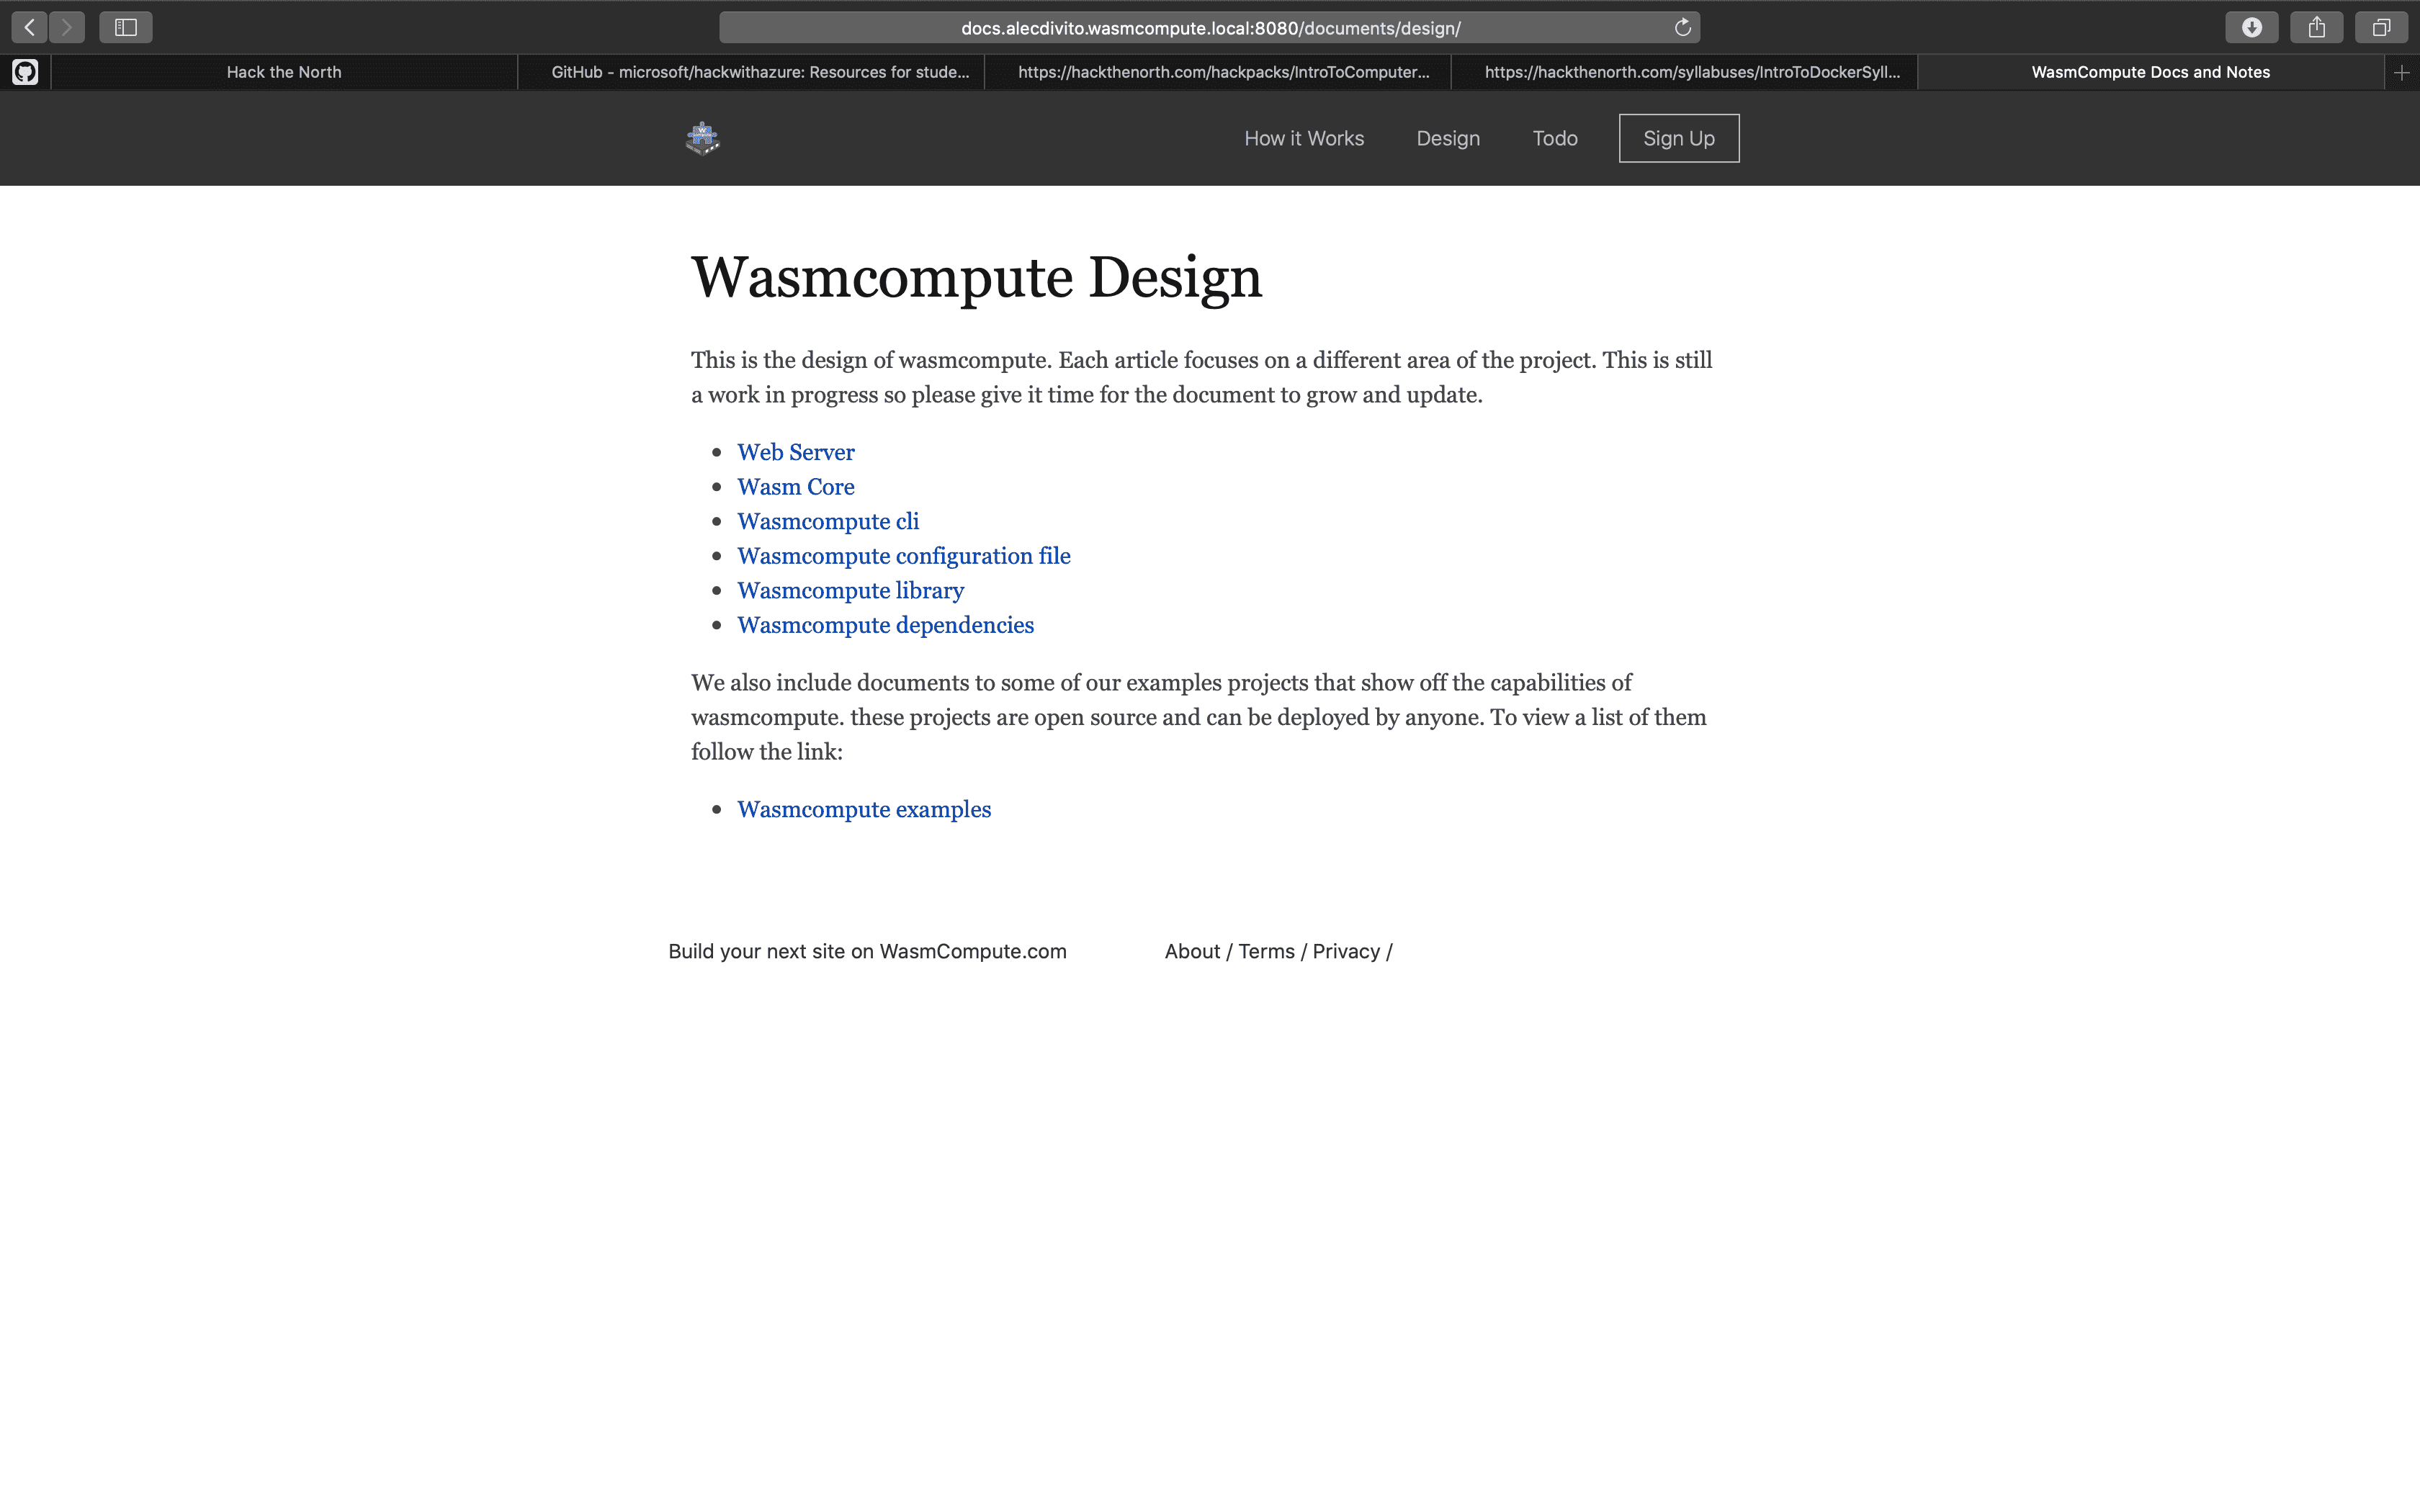 docs.alecdivito.wasmcompute.local:8080/documents/design/
Hack the North
GitHub - microsoft/hackwithazure: Resources for stude...
https://hackthenorth.com/hackpacks/IntroToComputer...
https://hackthenorth.com/syllabuses/IntroToDockerSyll...
WasmCompute Docs and Notes
How it Works
Design
Todo
Sign Up
Wasmcompute Design
This is the design of wasmcompute. Each article focuses on a different area of the project. This is still
a work in progress so please give it time for the document to grow and update.
• Web Server
• Wasm Core
• Wasmcompute cli
• Wasmcompute configuration file
• Wasmcompute library
• Wasmcompute dependencies
We also include documents to some of our examples projects that show off the capabilities of
wasmcompute. these projects are open source and can be deployed by anyone. To view a list of them
follow the link:
• Wasmcompute examples
Build your next site on WasmCompute.com
About / Terms / Privacy /